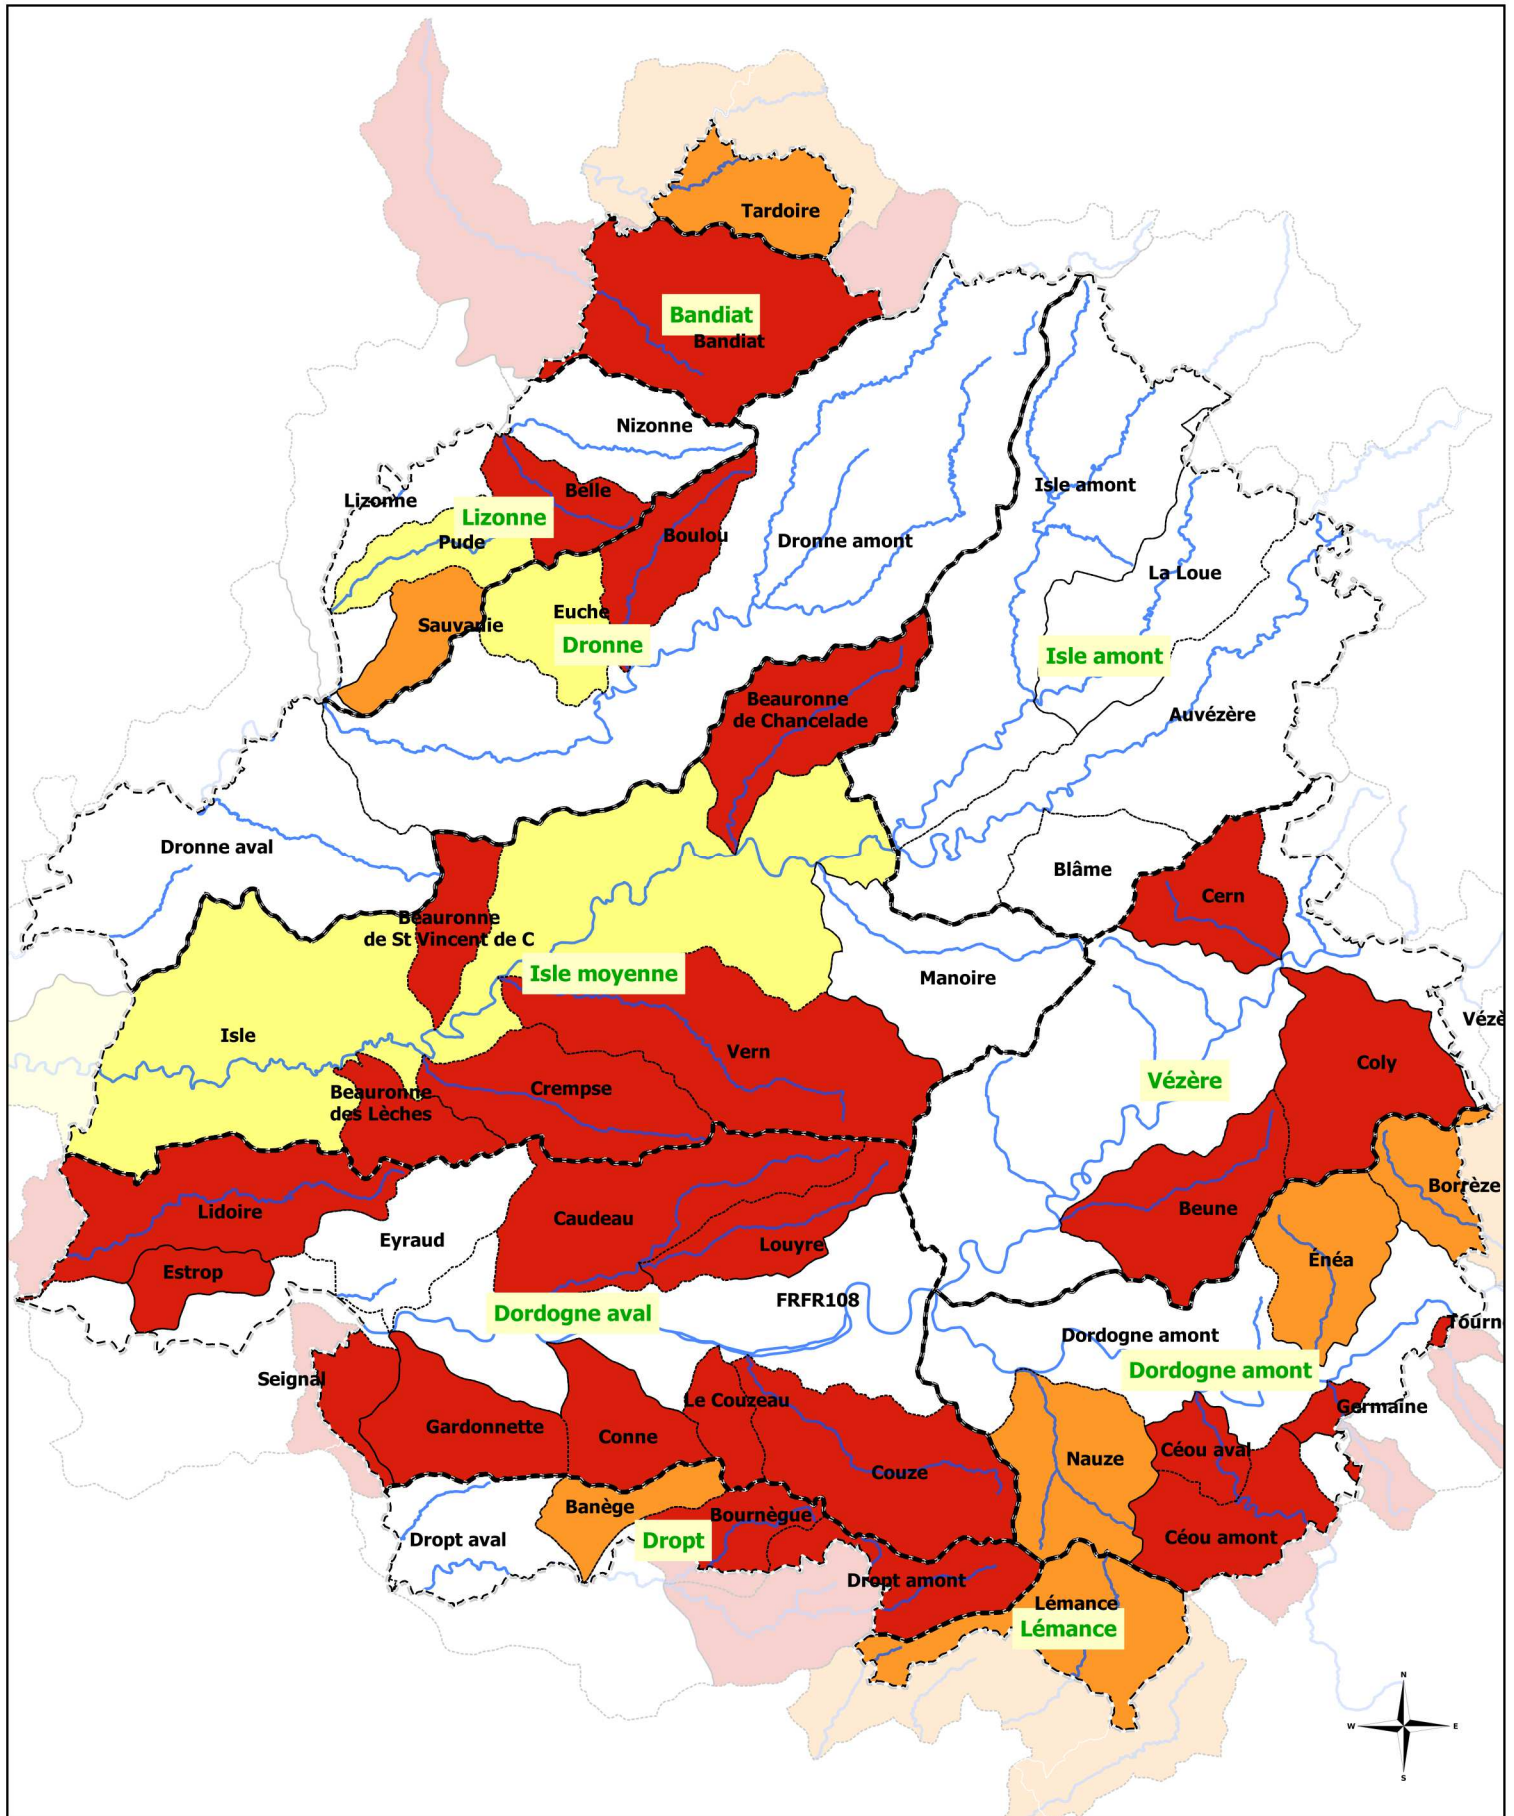 Tardoire
Bandiat
Bandiat
Nizonne
Isle amont
Belle
Lizonne
Lizonne
Boulou
Pude
Dronne amont
La Loue
Euche
Sauvanie
Dronne
Isle amont
Beauronne
de Chancelade
Auvézère
Dronne aval
Blâme
Cern
Beauronne
de St Vincent de C
Isle moyenne
Manoire
Vézè
Isle
Vern
Coly
Vézère
Crempse
Beauronne
des Lèches
Borrèze
Lidoire
Beune
Caudeau
Eyraud
Louyre
Énéa
Estrop
FRFR108
Dordogne aval
Tourn
Dordogne amont
Dordogne amont
Seignal
Le Couzeau
Germaine
Gardonnette
Conne
Céou aval
Nauze
Couze
Banège
Bournègue
Dropt aval
Dropt
Céou amont
Dropt amont
Lémance
Lémance
N
W
E
S